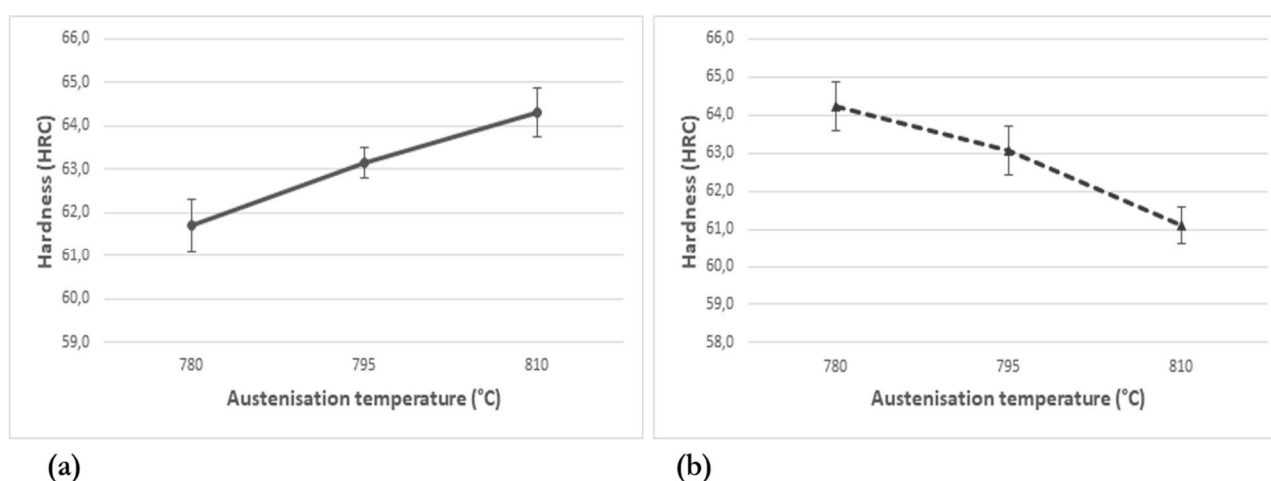 66,0
65,0
64,0
63,0
62,0
61,0
60,0
59,0
Hardness (HRC)
780 795 810
Austenisation temperature (°C)
(a)
66,0
65,0
64,0
63,0
62,0
61,0
60,0
59,0
58,0
Hardness (HRC)
780 795 810
Austenisation temperature (°C)
(b)